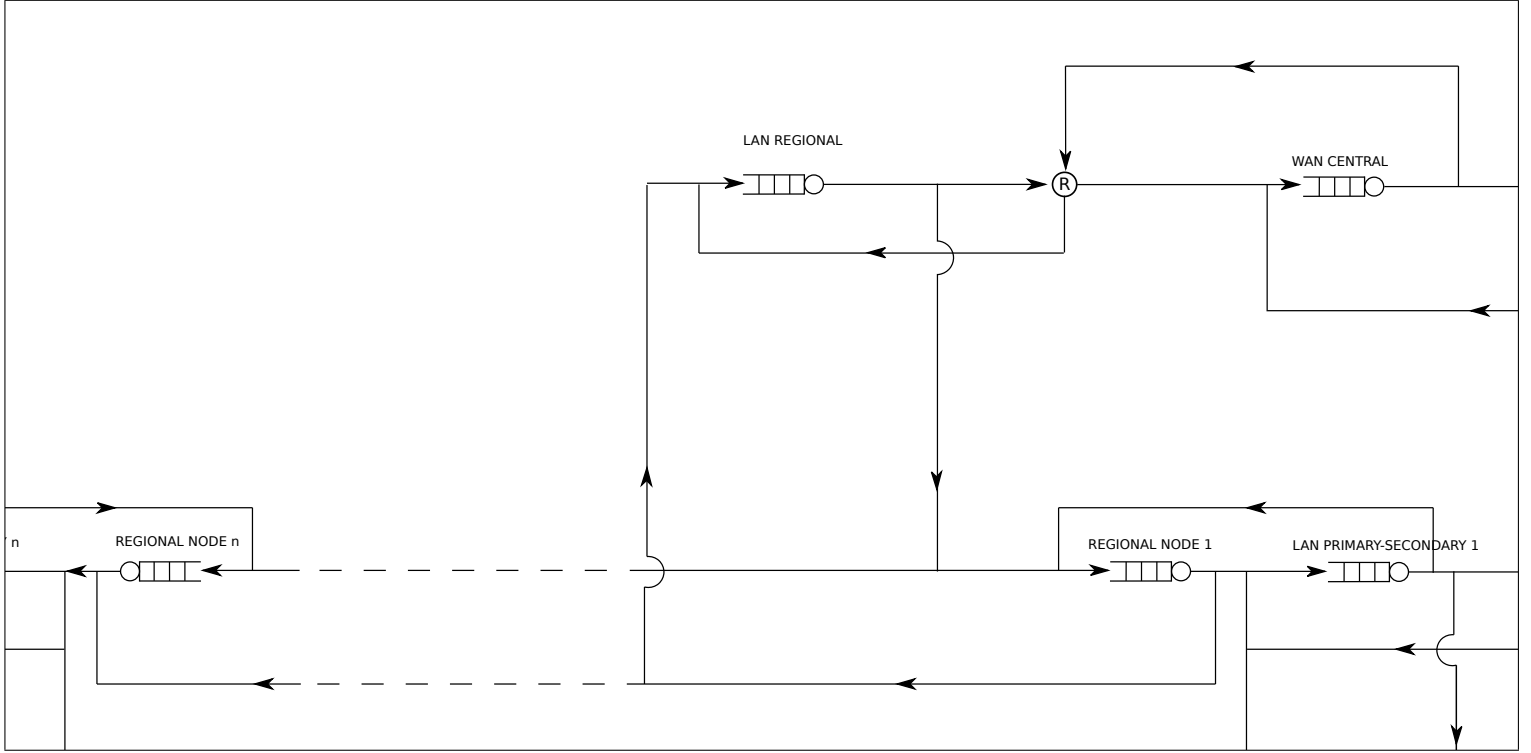 LAN REGIONAL
WAN CENTRAL
R
n
REGIONAL NODE n
REGIONAL NODE 1
LAN PRIMARY-SECONDARY 1